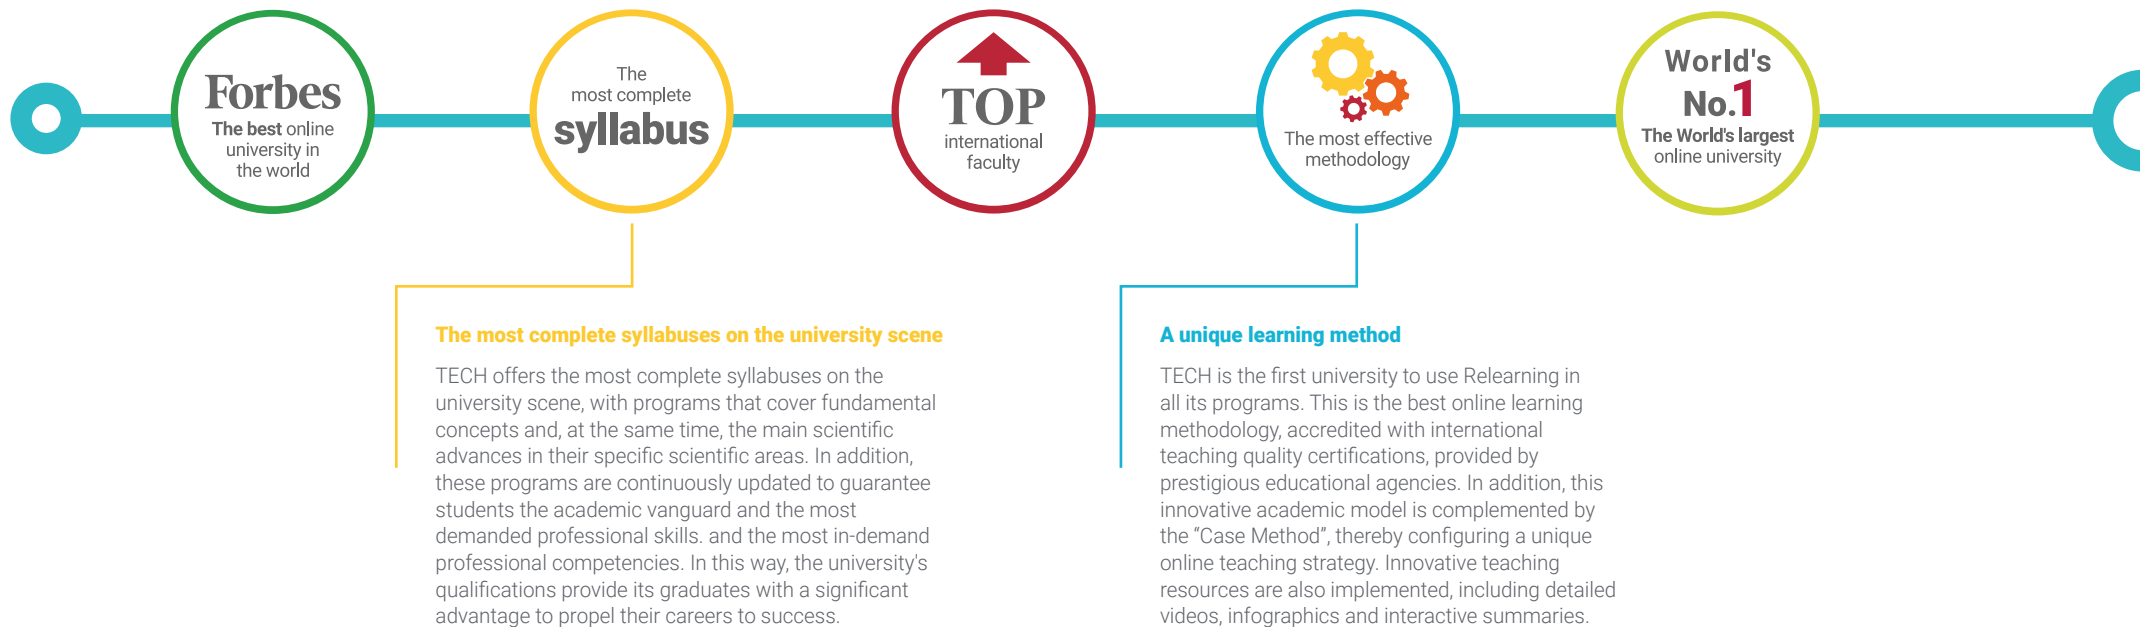 Forbes
The best online
university in
the world
The
most complete
syllabus
TOP
international
faculty
The most effective
methodology
World's
No.1
The World's largest
online university
The most complete syllabuses on the university scene
TECH offers the most complete syllabuses on the
university scene, with programs that cover fundamental
concepts and, at the same time, the main scientific
advances in their specific scientific areas. In addition,
these programs are continuously updated to guarantee
students the academic vanguard and the most
demanded professional skills. and the most in-demand
professional competencies. In this way, the university's
qualifications provide its graduates with a significant
advantage to propel their careers to success.
A unique learning method
TECH is the first university to use Relearning in
all its programs. This is the best online learning
methodology, accredited with international
teaching quality certifications, provided by
prestigious educational agencies. In addition, this
innovative academic model is complemented by
the “Case Method”, thereby configuring a unique
online teaching strategy. Innovative teaching
resources are also implemented, including detailed
videos, infographics and interactive summaries.